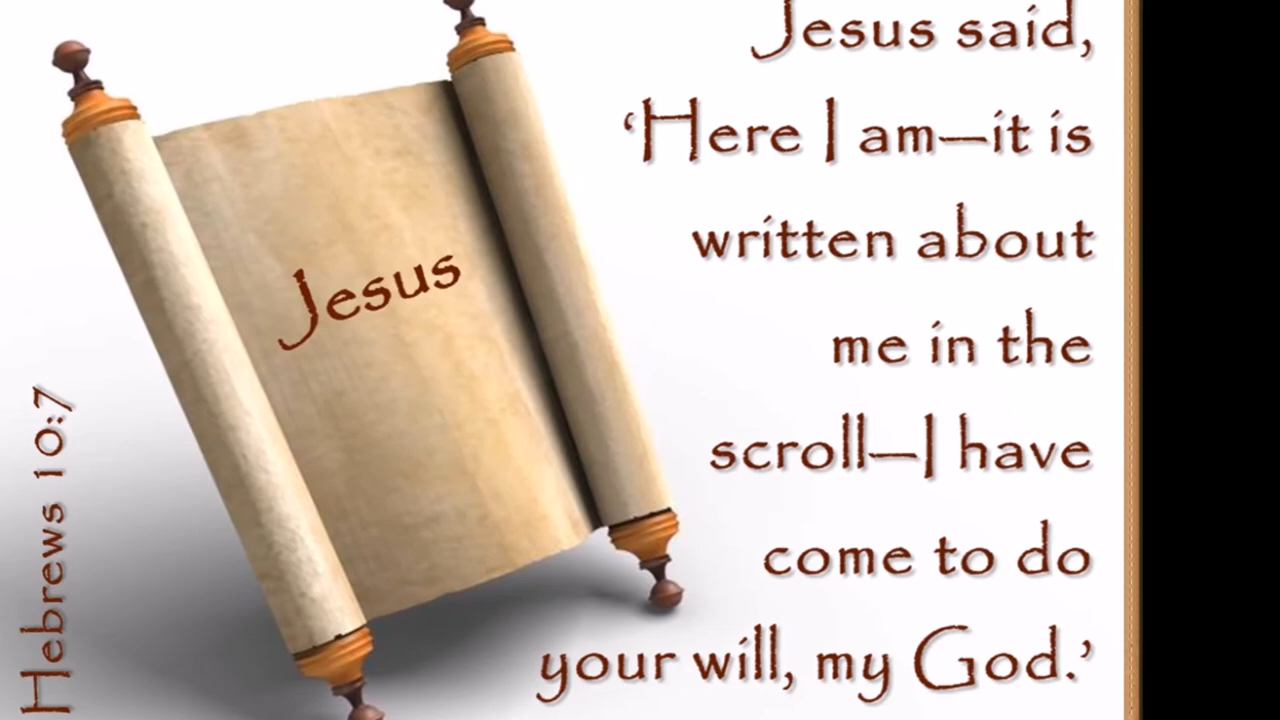 Jesus said,
‘Here I am—it is
written about
me in the
scroll—I have
come to do
your will, my God.’
Jesus
Hebrews 10:7